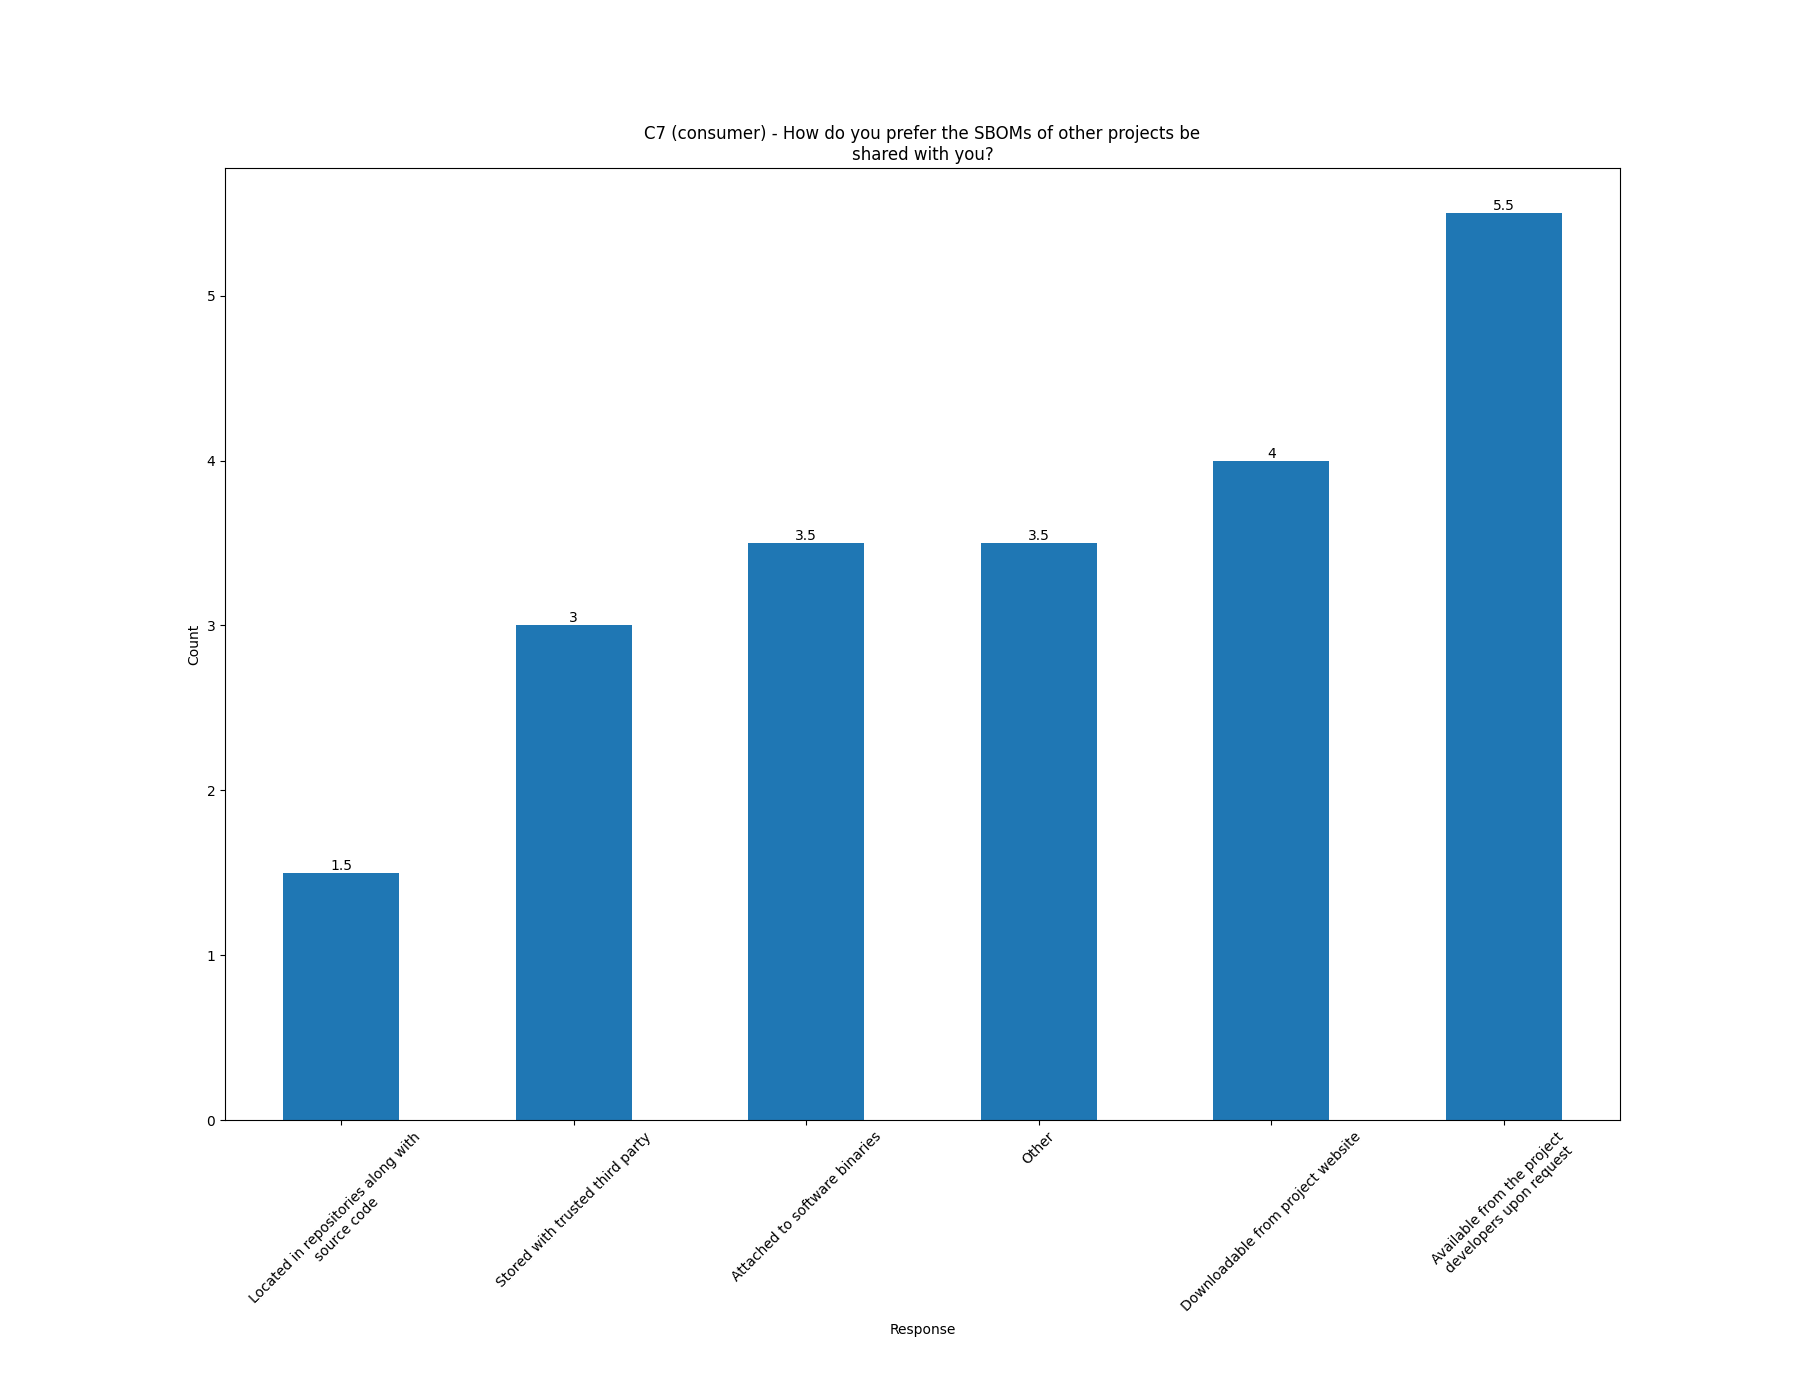 C7 (consumer) - How do you prefer the SBOMs of other projects be
shared with you?
5.5
5
4
4
3.5
3.5
3
3
Count
2
1.5
1
0
Located in repositories along with
source code
Stored with trusted third party
Attached to software binaries
Other
Downloadable from project website
Available from the project
developers upon request
Response